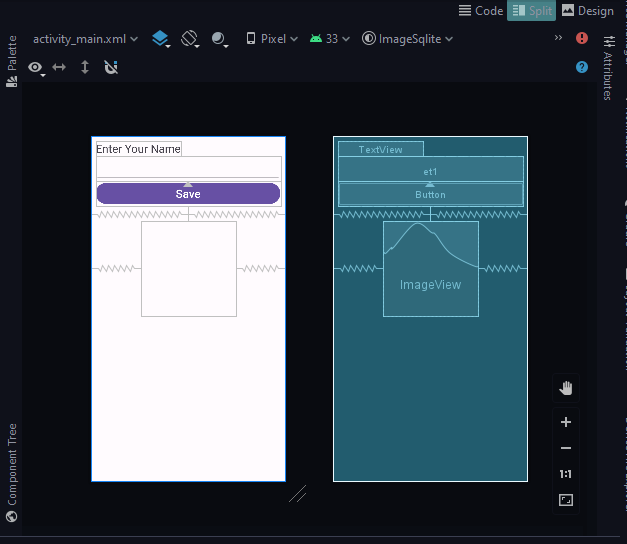 Code Split Design
Palette
activity_main.xml Pixel 33 ImageSqlite »
Attributes
Enter Your Name
Save
TextView
et1
Button
ImageView
1:1
Component Tree